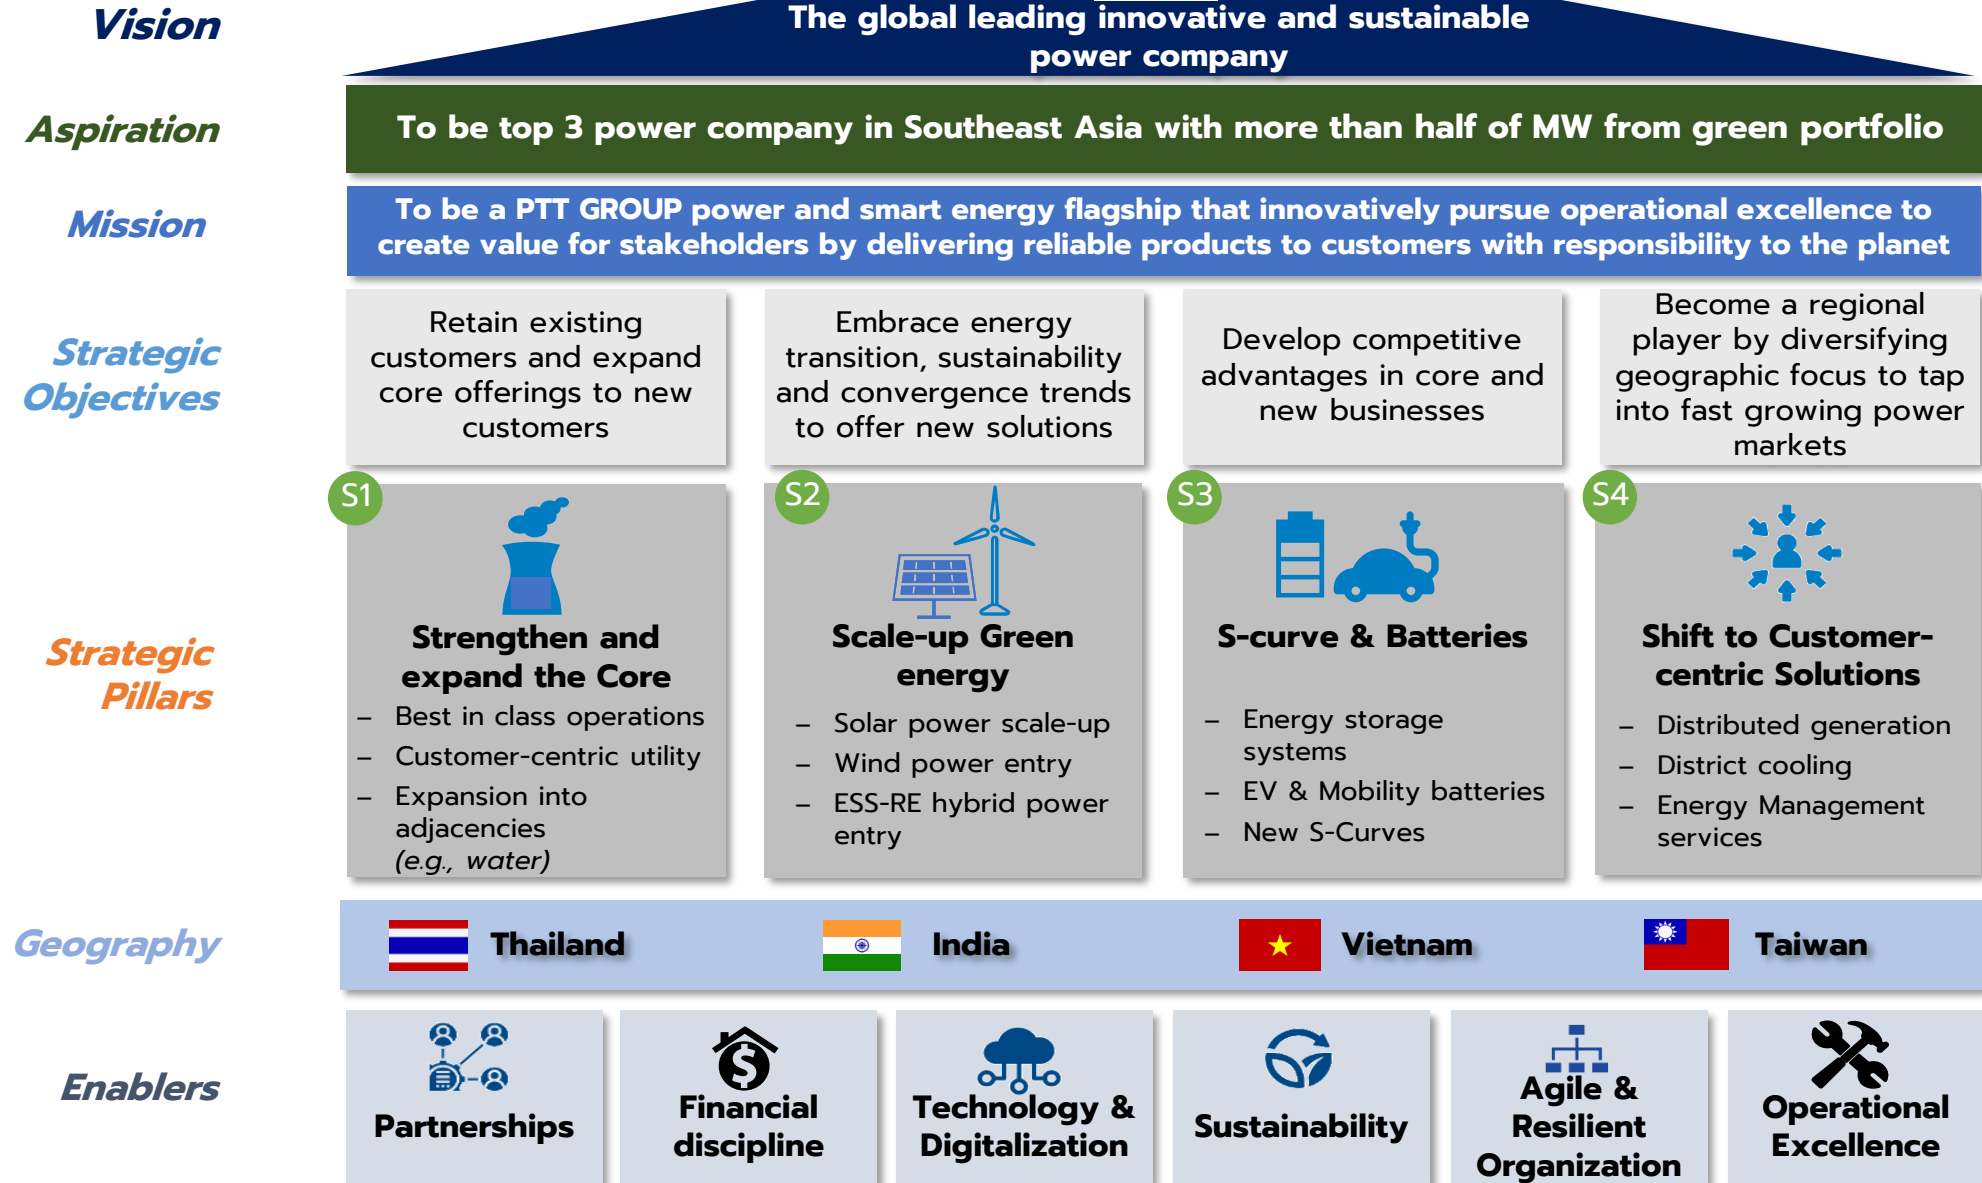 Vision
The global leading innovative and sustainable
power company
Aspiration
To be top 3 power company in Southeast Asia with more than half of MW from green portfolio
Mission
To be a PTT GROUP power and smart energy flagship that innovatively pursue operational excellence to
create value for stakeholders by delivering reliable products to customers with responsibility to the planet
Strategic
Objectives
Retain existing
customers and expand
core offerings to new
customers
Embrace energy
transition, sustainability
and convergence trends
to offer new solutions
Develop competitive
advantages in core and
new businesses
Become a regional
player by diversifying
geographic focus to tap
into fast growing power
markets
Strategic
Pillars
S1
Strengthen and
expand the Core
– Best in class operations
– Customer-centric utility
– Expansion into
adjacencies
(e.g., water)
S2
Scale-up Green
energy
– Solar power scale-up
– Wind power entry
– ESS-RE hybrid power
entry
S3
S-curve & Batteries
– Energy storage
systems
– EV & Mobility batteries
– New S-Curves
S4
Shift to Customer-
centric Solutions
– Distributed generation
– District cooling
– Energy Management
services
Geography
Thailand
India
Vietnam
Taiwan
Enablers
Partnerships
Financial
discipline
Technology &
Digitalization
Sustainability
Agile &
Resilient
Organization
Operational
Excellence